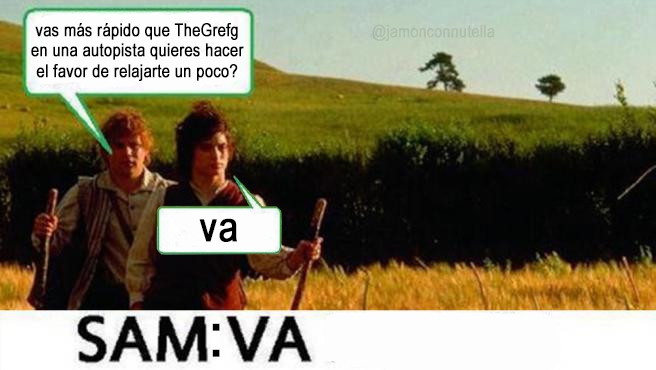 vas más rápido que TheGrefg
en una autopista quieres hacer
el favor de relajarte un poco?
@jamonconnutella
va
SAM:VA